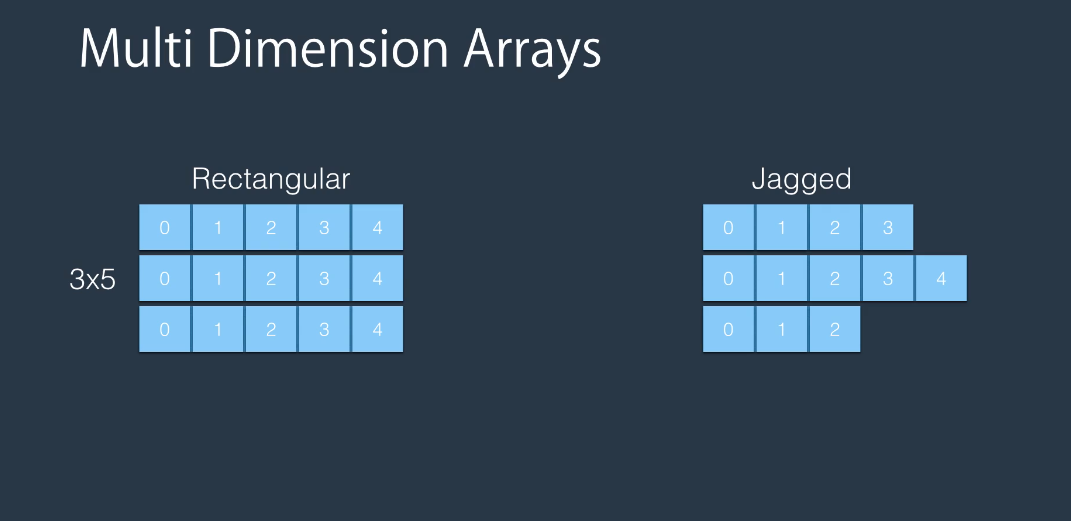 Multi Dimension Arrays
Rectangular
0 1 2 3 4
3x5 0 1 2 3 4
0 1 2 3 4
Jagged
0 1 2 3
0 1 2 3 4
0 1 2